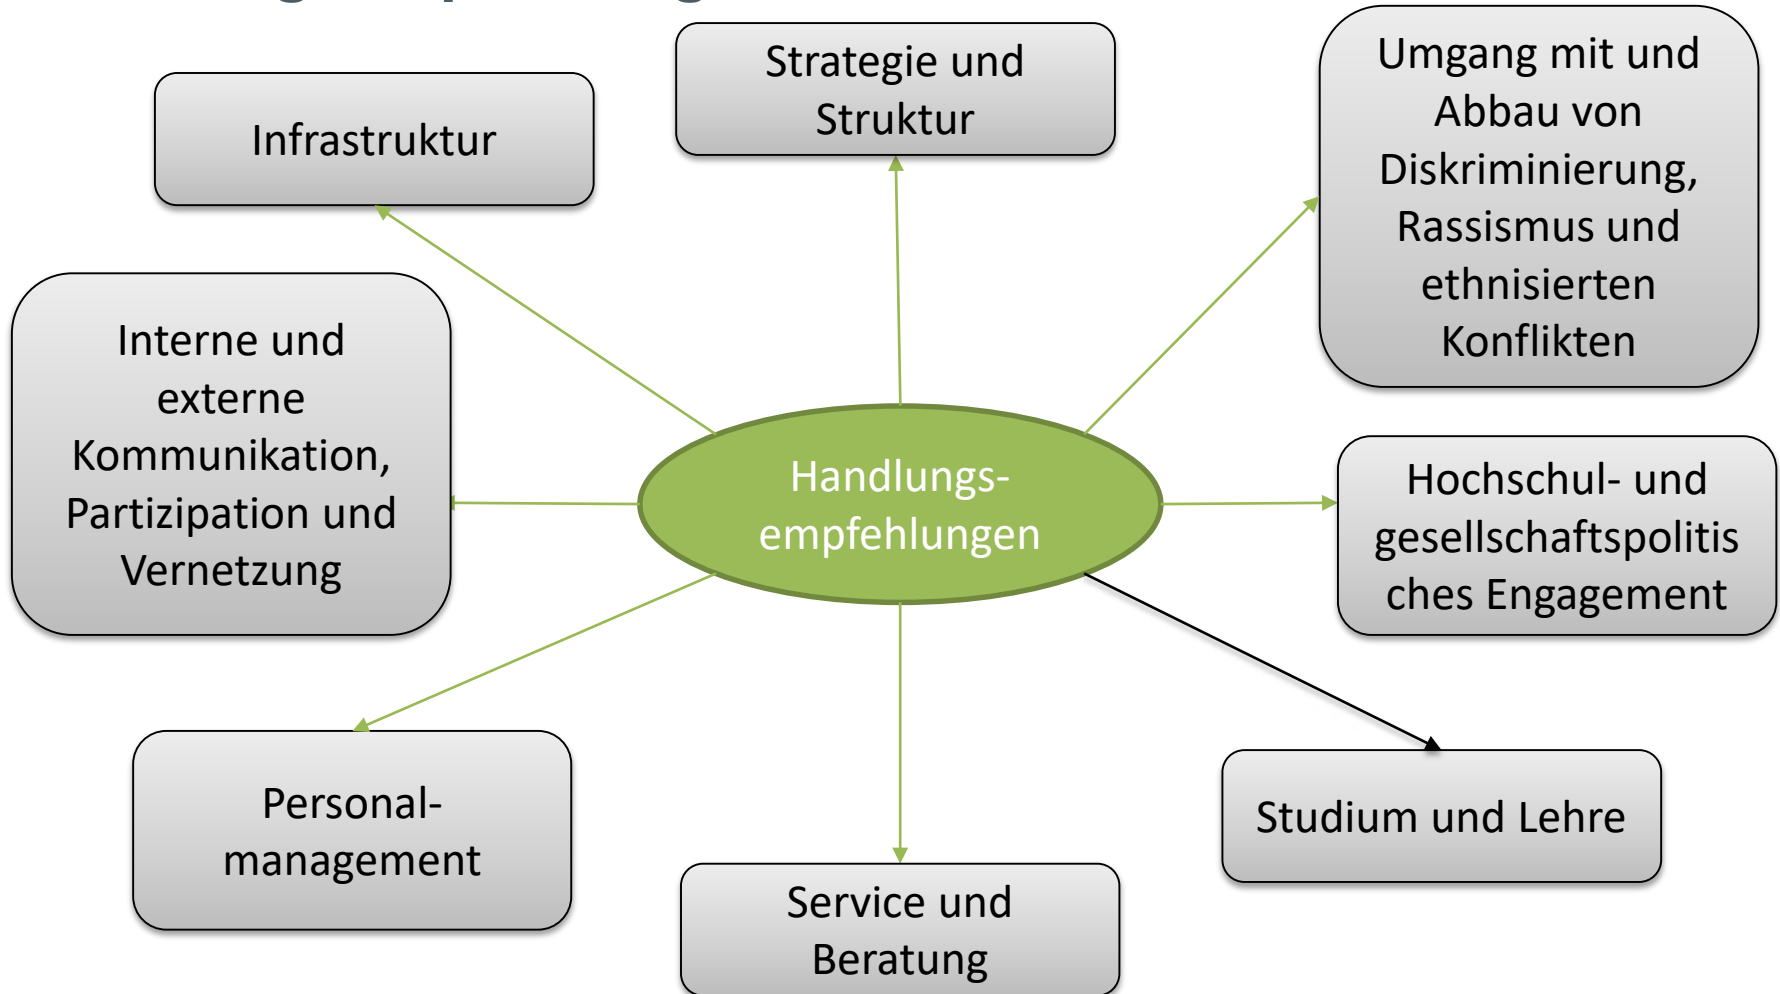 Strategie und
Struktur
Umgang mit und
Abbau von
Diskriminierung,
Rassismus und
ethnisierten
Konflikten
Infrastruktur
Interne und
externe
Kommunikation,
Partizipation und
Vernetzung
Handlungs-
empfehlungen
Hochschul- und
gesellschaftspolitis
ches Engagement
Personal-
management
Studium und Lehre
Service und
Beratung